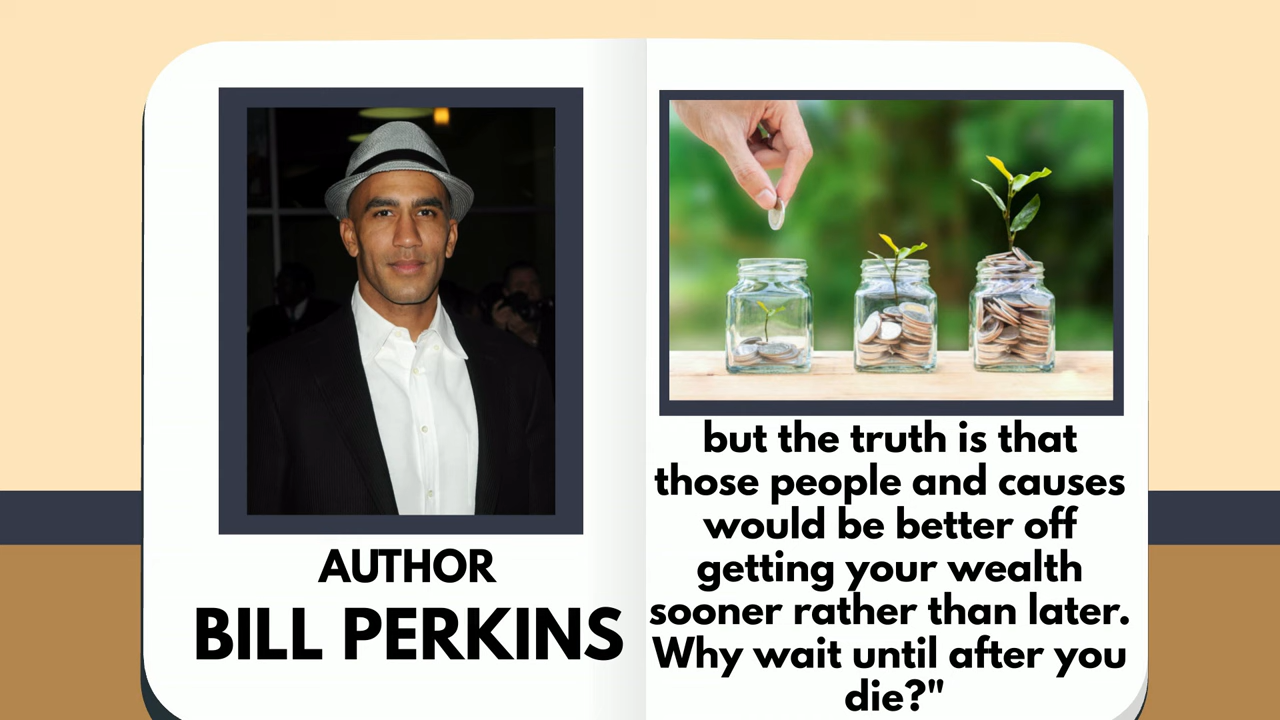 AUTHOR
BILL PERKINS
but the truth is that
those people and causes
would be better off
getting your wealth
sooner rather than later.
Why wait until after you
die?"